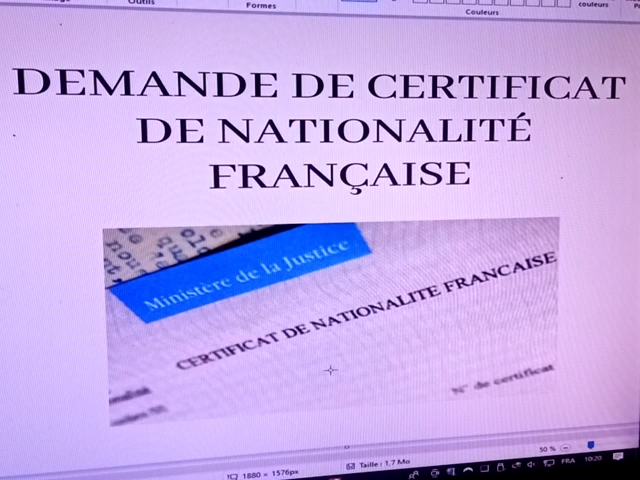 Outils
Formes
Couleurs
couleurs
DEMANDE DE CERTIFICAT
DE NATIONALITÉ
FRANÇAISE
Ministère de la Justice
CERTIFICAT DE NATIONALITE FRANCAISE
N° de certificat
1880 × 1576px
Taille : 1,7 Mo
50 %
FRA
10:20